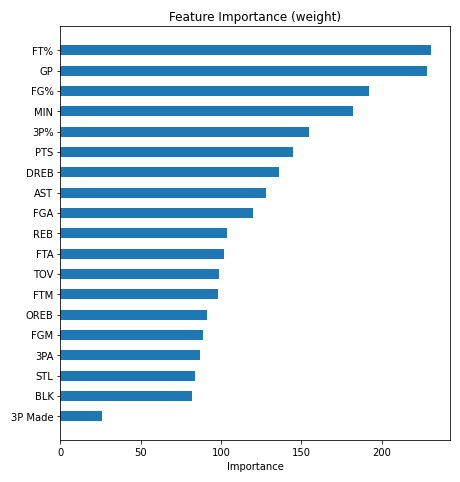 Feature Importance (weight)
FT%
GP
FG%
MIN
3P%
PTS
DREB
AST
FGA
REB
FTA
TOV
FTM
OREB
FGM
3PA
STL
BLK
3P Made
0 50 100 150 200
Importance